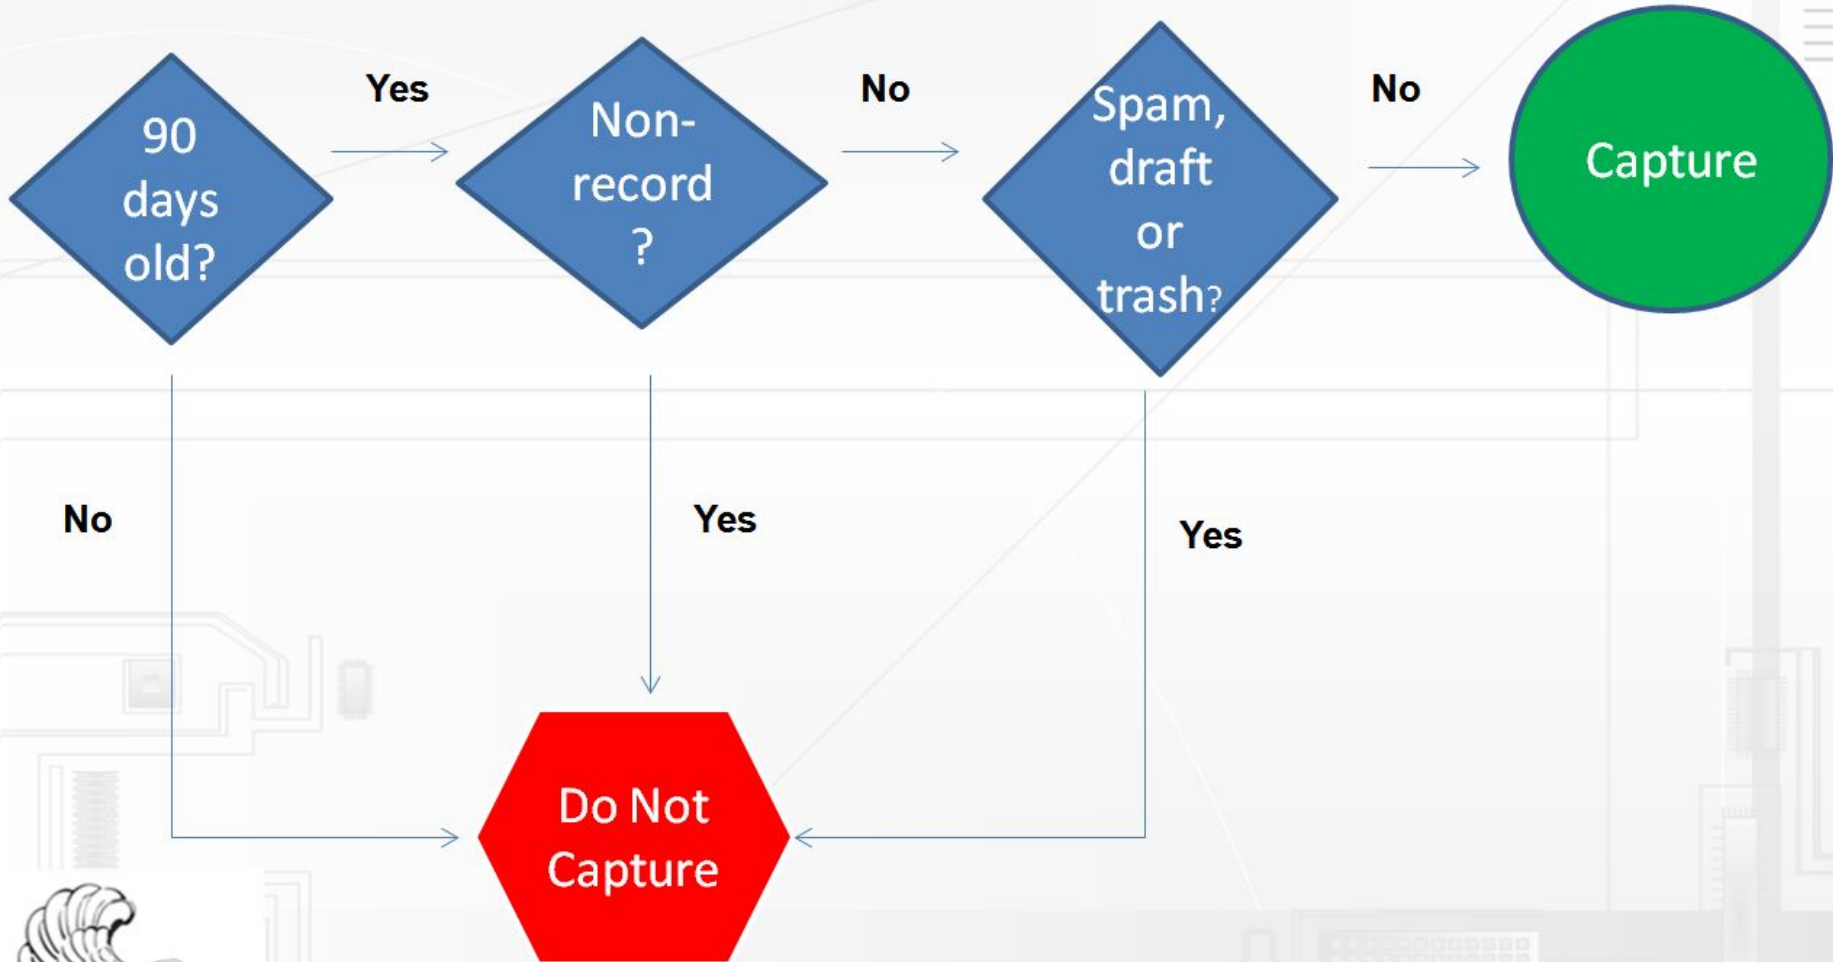 90
days
old?
Yes
Non-
record
?
No
Spam,
draft
or
trash?
No
Capture
No
Yes
Yes
Do Not
Capture